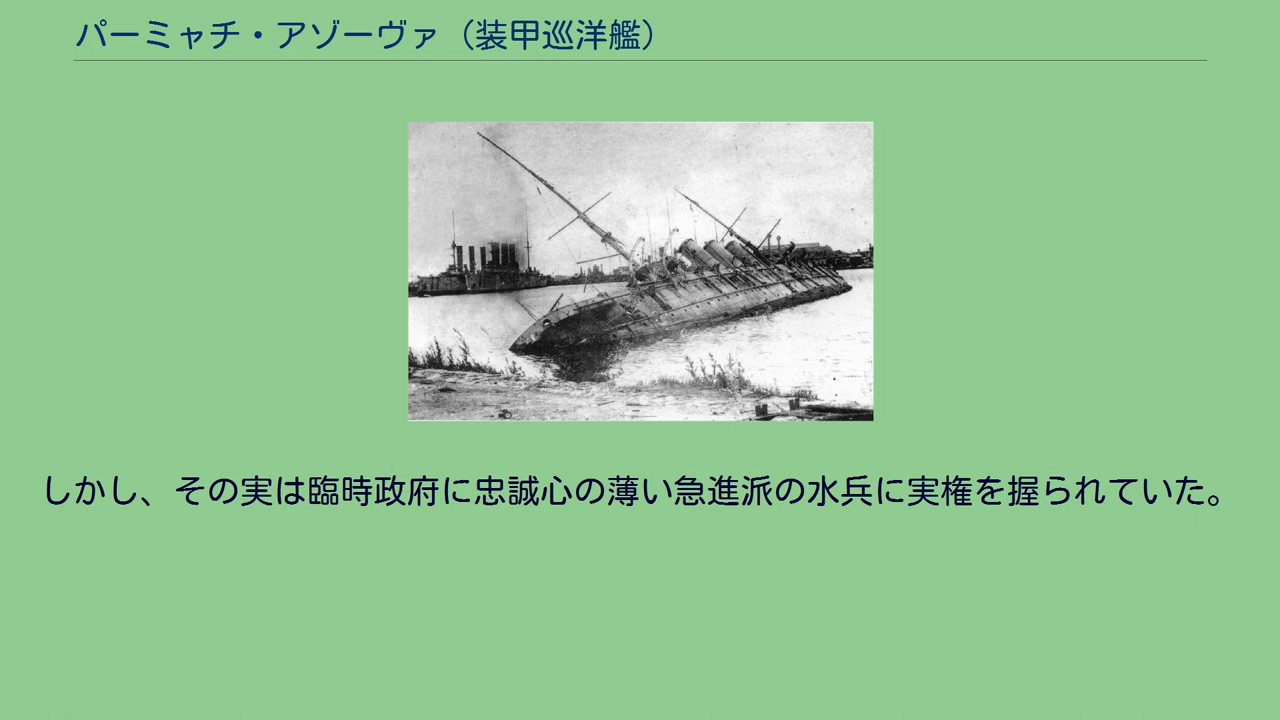 パーミャチ・アゾーヴァ（装甲巡洋艦）
しかし、その実は臨時政府に忠誠心の薄い急進派の水兵に実権を握られていた。